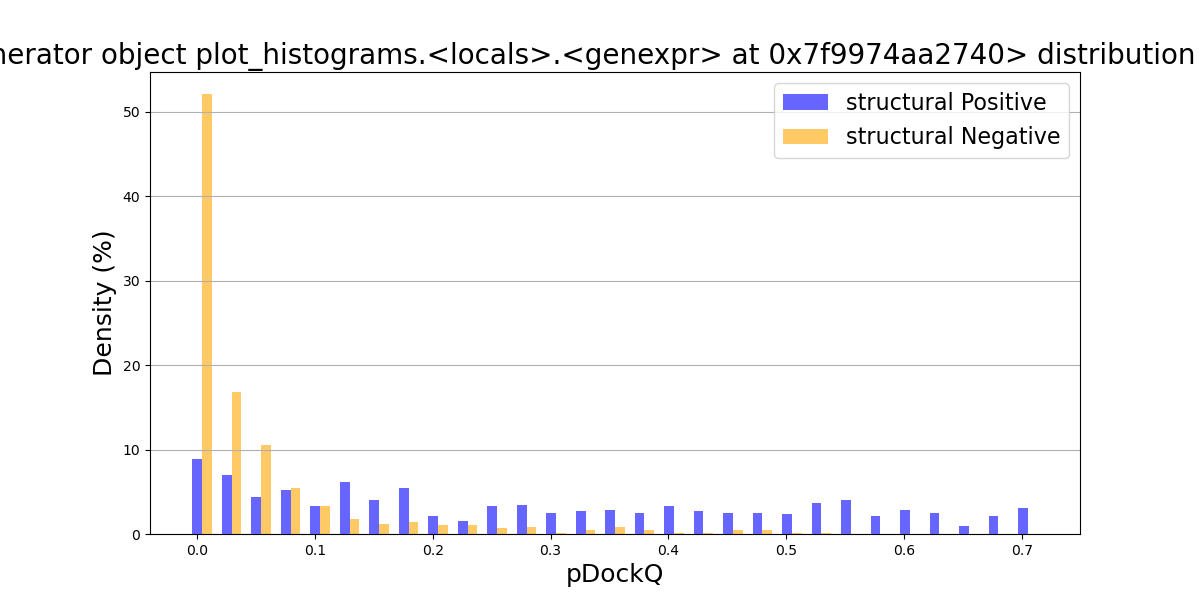 nerator object plot_histograms.<locals>.<genexpr> at 0x7f9974aa2740> distribution
structural Positive
structural Negative
Density (%)
50
40
30
20
10
0
0.0 0.1 0.2 0.3 0.4 0.5 0.6 0.7
pDockQ